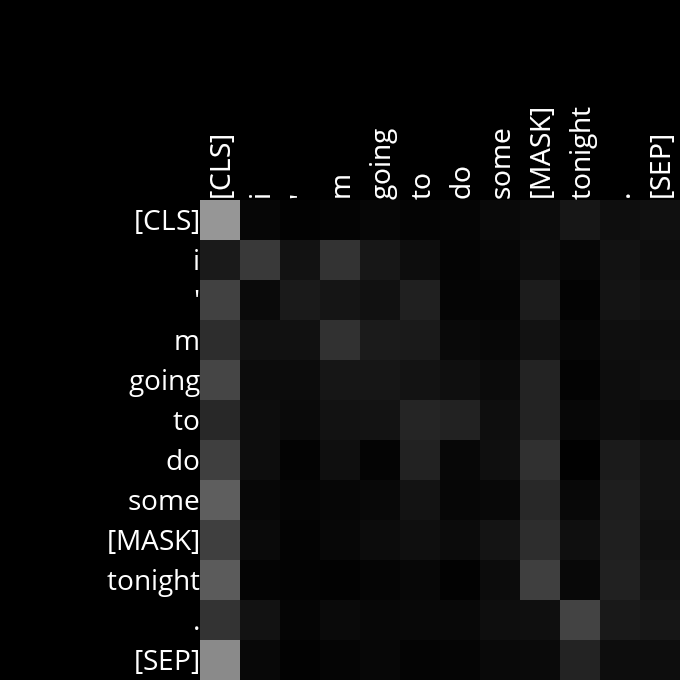 [CLS] i ' m going to do some [MASK] tonight . [SEP]
[CLS]
i
'
m
going
to
do
some
[MASK]
tonight
.
[SEP]